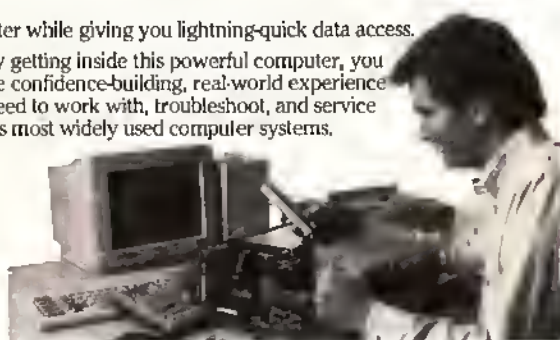 ter while giving you lightning-quick data access.
y getting inside this powerful computer, you
e confidence-building, real-world experience
eed to work with, troubleshoot, and service
s most widely used computer systems.